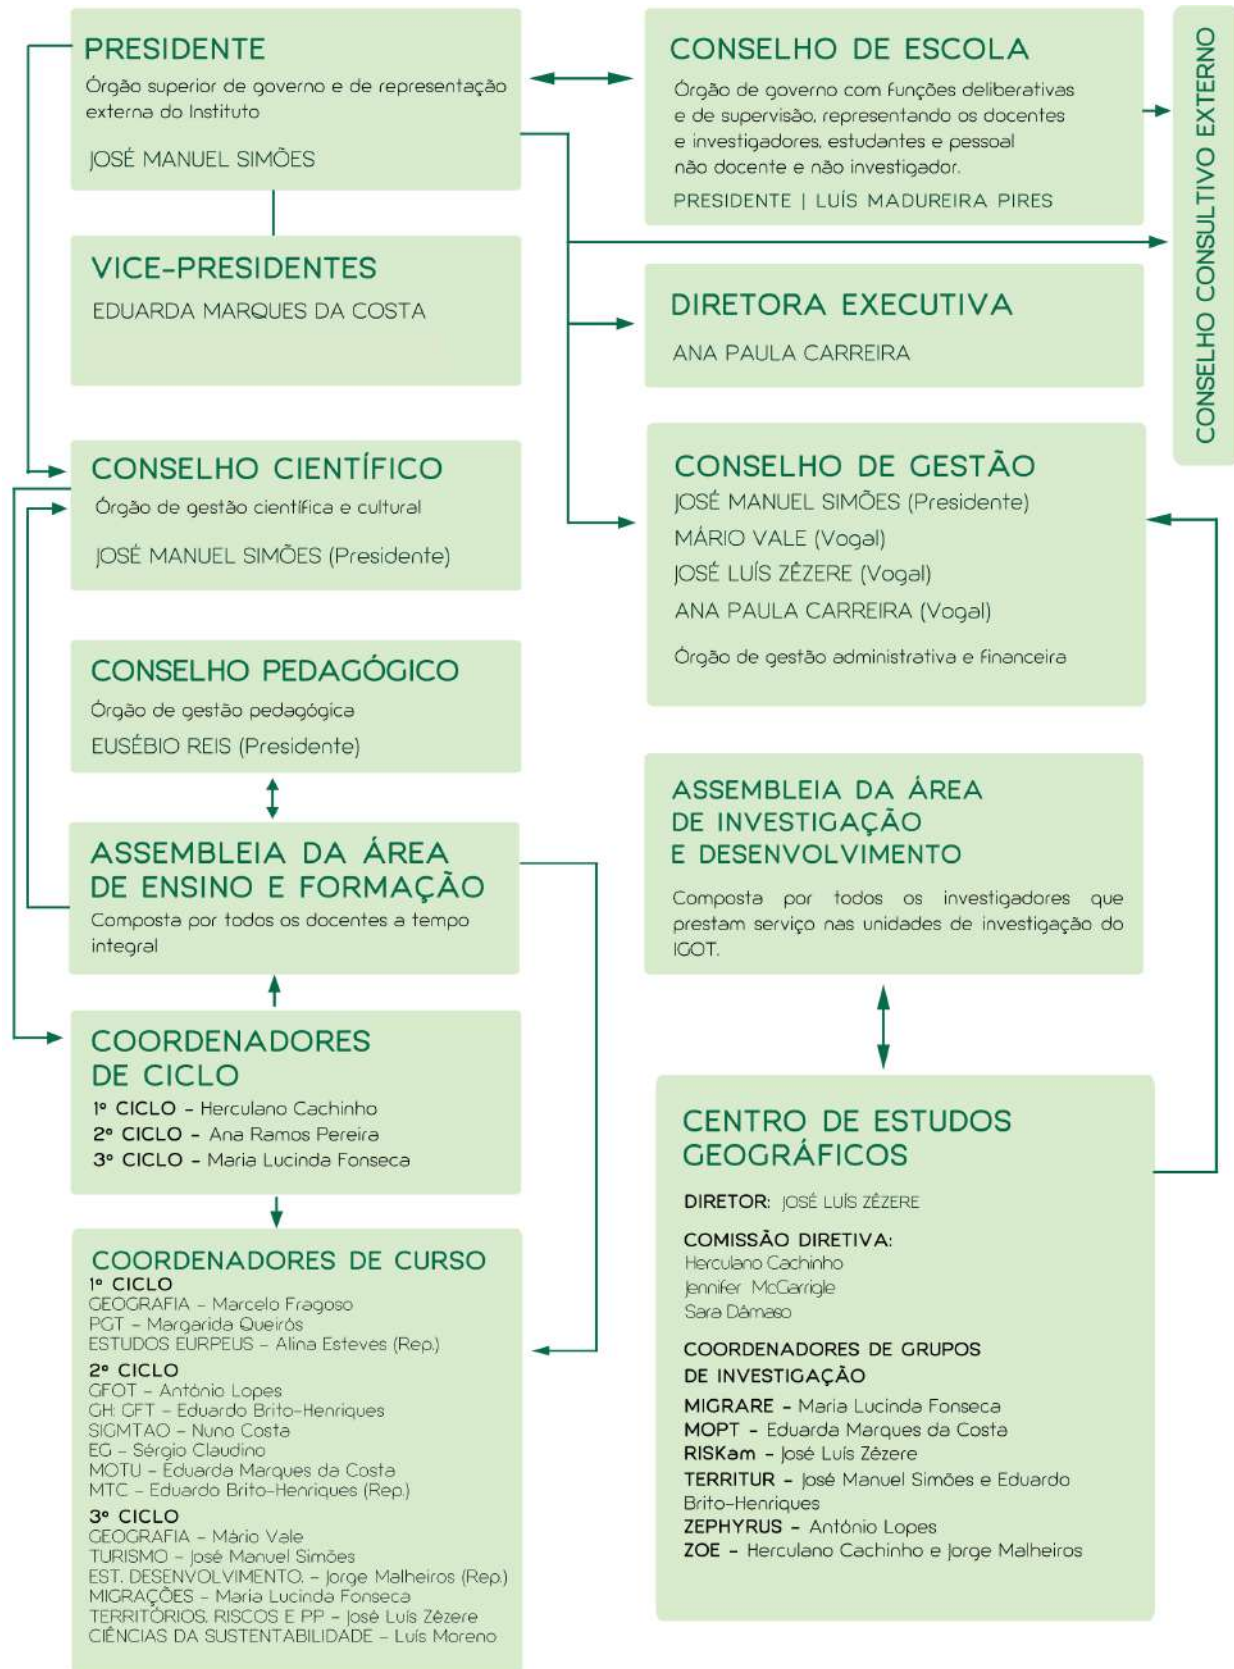 PRESIDENTE
Órgão superior de governo e de representação
externa do Instituto
JOSÉ MANUEL SIMÕES
CONSELHO DE ESCOLA
Órgão de governo com funções deliberativas
e de supervisão, representando os docentes
e investigadores, estudantes e pessoal
não docente e não investigador.
PRESIDENTE | LUÍS MADUREIRA PIRES
CONSELHO CONSULTIVO EXTERNO
VICE-PRESIDENTES
EDUARDA MARQUES DA COSTA
DIRETORA EXECUTIVA
ANA PAULA CARREIRA
CONSELHO CIENTÍFICO
Órgão de gestão científica e cultural
JOSÉ MANUEL SIMÕES (Presidente)
CONSELHO DE GESTÃO
JOSÉ MANUEL SIMÕES (Presidente)
MÁRIO VALE (Vogal)
JOSÉ LUÍS ZÊZERE (Vogal)
ANA PAULA CARREIRA (Vogal)
Órgão de gestão administrativa e financeira
CONSELHO PEDAGÓGICO
Órgão de gestão pedagógica
EUSÉBIO REIS (Presidente)
ASSEMBLEIA DA ÁREA
DE ENSINO E FORMAÇÃO
Composta por todos os docentes a tempo
integral
ASSEMBLEIA DA ÁREA
DE INVESTIGAÇÃO
E DESENVOLVIMENTO
Composta por todos os investigadores que
prestam serviço nas unidades de investigação do
IGOT.
COORDENADORES
DE CICLO
1º CICLO - Herculano Cachinho
2º CICLO - Ana Ramos Pereira
3º CICLO - Maria Lucinda Fonseca
COORDENADORES DE CURSO
1º CICLO
GEOGRAFIA - Marcelo Fragoso
PGT - Margarida Queirós
ESTUDOS EURPEUS - Alina Esteves (Rep.)
2º CICLO
GFOT - António Lopes
GH: GFT - Eduardo Brito-Henriques
SIGMTAO - Nuno Costa
EG - Sérgio Claudino
MOTU - Eduarda Marques da Costa
MTC - Eduardo Brito-Henriques (Rep.)
3º CICLO
GEOGRAFIA - Mário Vale
TURISMO - José Manuel Simões
EST. DESENVOLVIMENTO. - Jorge Malheiros (Rep.)
MIGRAÇÕES - Maria Lucinda Fonseca
TERRITÓRIOS. RISCOS E PP - José Luís Zêzere
CIÊNCIAS DA SUSTENTABILIDADE - Luís Moreno
CENTRO DE ESTUDOS
GEOGRÁFICOS
DIRETOR: JOSÉ LUÍS ZÊZERE
COMISSÃO DIRETIVA:
Herculano Cachinho
Jennifer McGarrigle
Sara Dâmaso
COORDENADORES DE GRUPOS
DE INVESTIGAÇÃO
MIGRARE - Maria Lucinda Fonseca
MOPT - Eduarda Marques da Costa
RISKam - José Luís Zêzere
TERRITUR - José Manuel Simões e Eduardo
Brito-Henriques
ZEPHYRUS - António Lopes
ZOE - Herculano Cachinho e Jorge Malheiros